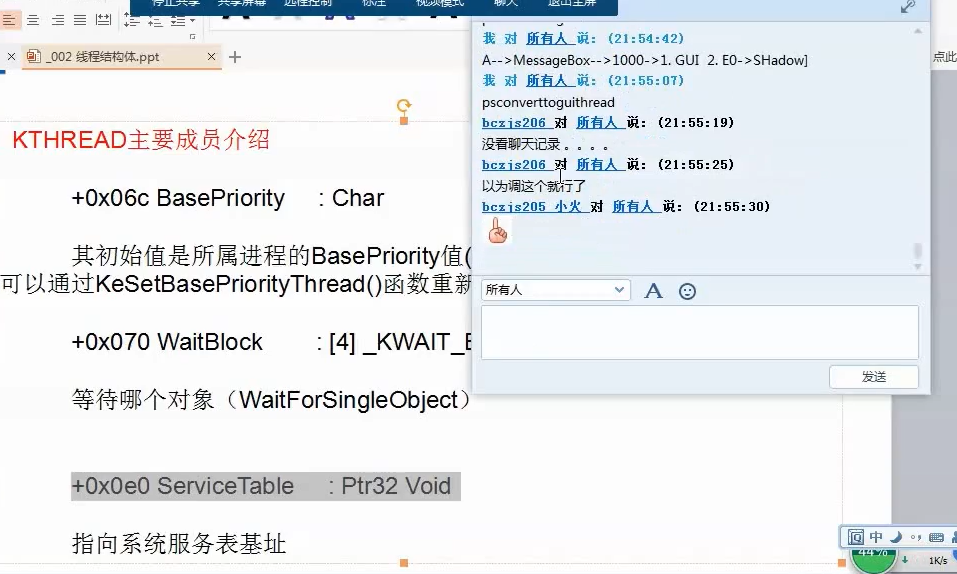 停止共享 共享屏幕 远程控制 标注 视频模式 聊天 退出全屏
_002 线程结构体.ppt
点此
KTHREAD主要成员介绍
+0x06c BasePriority : Char
其初始值是所属进程的BasePriority值(
可以通过KeSetBasePriorityThread()函数重新
+0x070 WaitBlock : [4] _KWAIT_
等待哪个对象（WaitForSingleObject）
+0x0e0 ServiceTable : Ptr32 Void
指向系统服务表基址
我 对 所有人 说: (21:54:42)
A-->MessageBox-->1000->1. GUI 2. E0->SHadow]
我 对 所有人 说: (21:55:07)
psconverttoguithread
bczjs206 对 所有人 说: (21:55:19)
没看聊天记录。。。。
bczjs206 对 所有人 说: (21:55:25)
以为调这个就行了
bczjs205 小火 对 所有人 说: (21:55:30)
所有人
A
发送
中
44%
1K/s